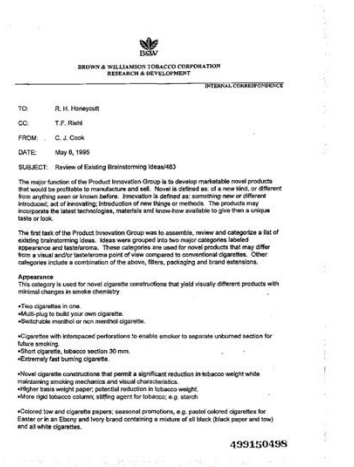 B&W
BROWN & WILLIAMSON TOBACCO CORPORATION
RESEARCH & DEVELOPMENT
INTERNAL CORRESPONDENCE
TO: R. H. Honeycutt
CC: T.F. Riehl
FROM: C. J. Cook
DATE: May 8, 1995
SUBJECT: Review of Existing Brainstorming Ideas/483
The major function of the Product Innovation Group is to develop marketable novel products
that would be profitable to manufacture and sell. Novel is defined as: of a new kind, or different
from anything seen or known before. Innovation is defined as: something new or different
introduced; act of innovating; introduction of new things or methods. The products may
incorporate the latest technologies, materials and know-how available to give then a unique
taste or look.
The first task of the Product Innovation Group was to assemble, review and categorize a list of
existing brainstorming ideas. Ideas were grouped into two major categories labeled
appearance and taste/aroma. These categories are used for novel products that may differ
from a visual and/or taste/aroma point of view compared to conventional cigarettes. Other
categories include a combination of the above, filters, packaging and brand extensions.
Appearance
This category is used for novel cigarette constructions that yield visually different products with
minimal changes in smoke chemistry
•Two cigarettes in one.
•Multi-plug to build your own cigarette.
•Switchable menthol or non menthol cigarette.
•Cigarettes with interspaced perforations to enable smoker to separate unburned section for
future smoking.
•Short cigarette, tobacco section 30 mm.
•Extremely fast burning cigarette.
•Novel cigarette constructions that permit a significant reduction in tobacco weight while
maintaining smoking mechanics and visual characteristics.
•Higher basis weight paper; potential reduction in tobacco weight.
•More rigid tobacco column; stiffing agent for tobacco; e.g. starch
•Colored tow and cigarette papers; seasonal promotions, e.g. pastel colored cigarettes for
Easter or in an Ebony and Ivory brand containing a mixture of all black (black paper and tow)
and all white cigarettes.
499150498